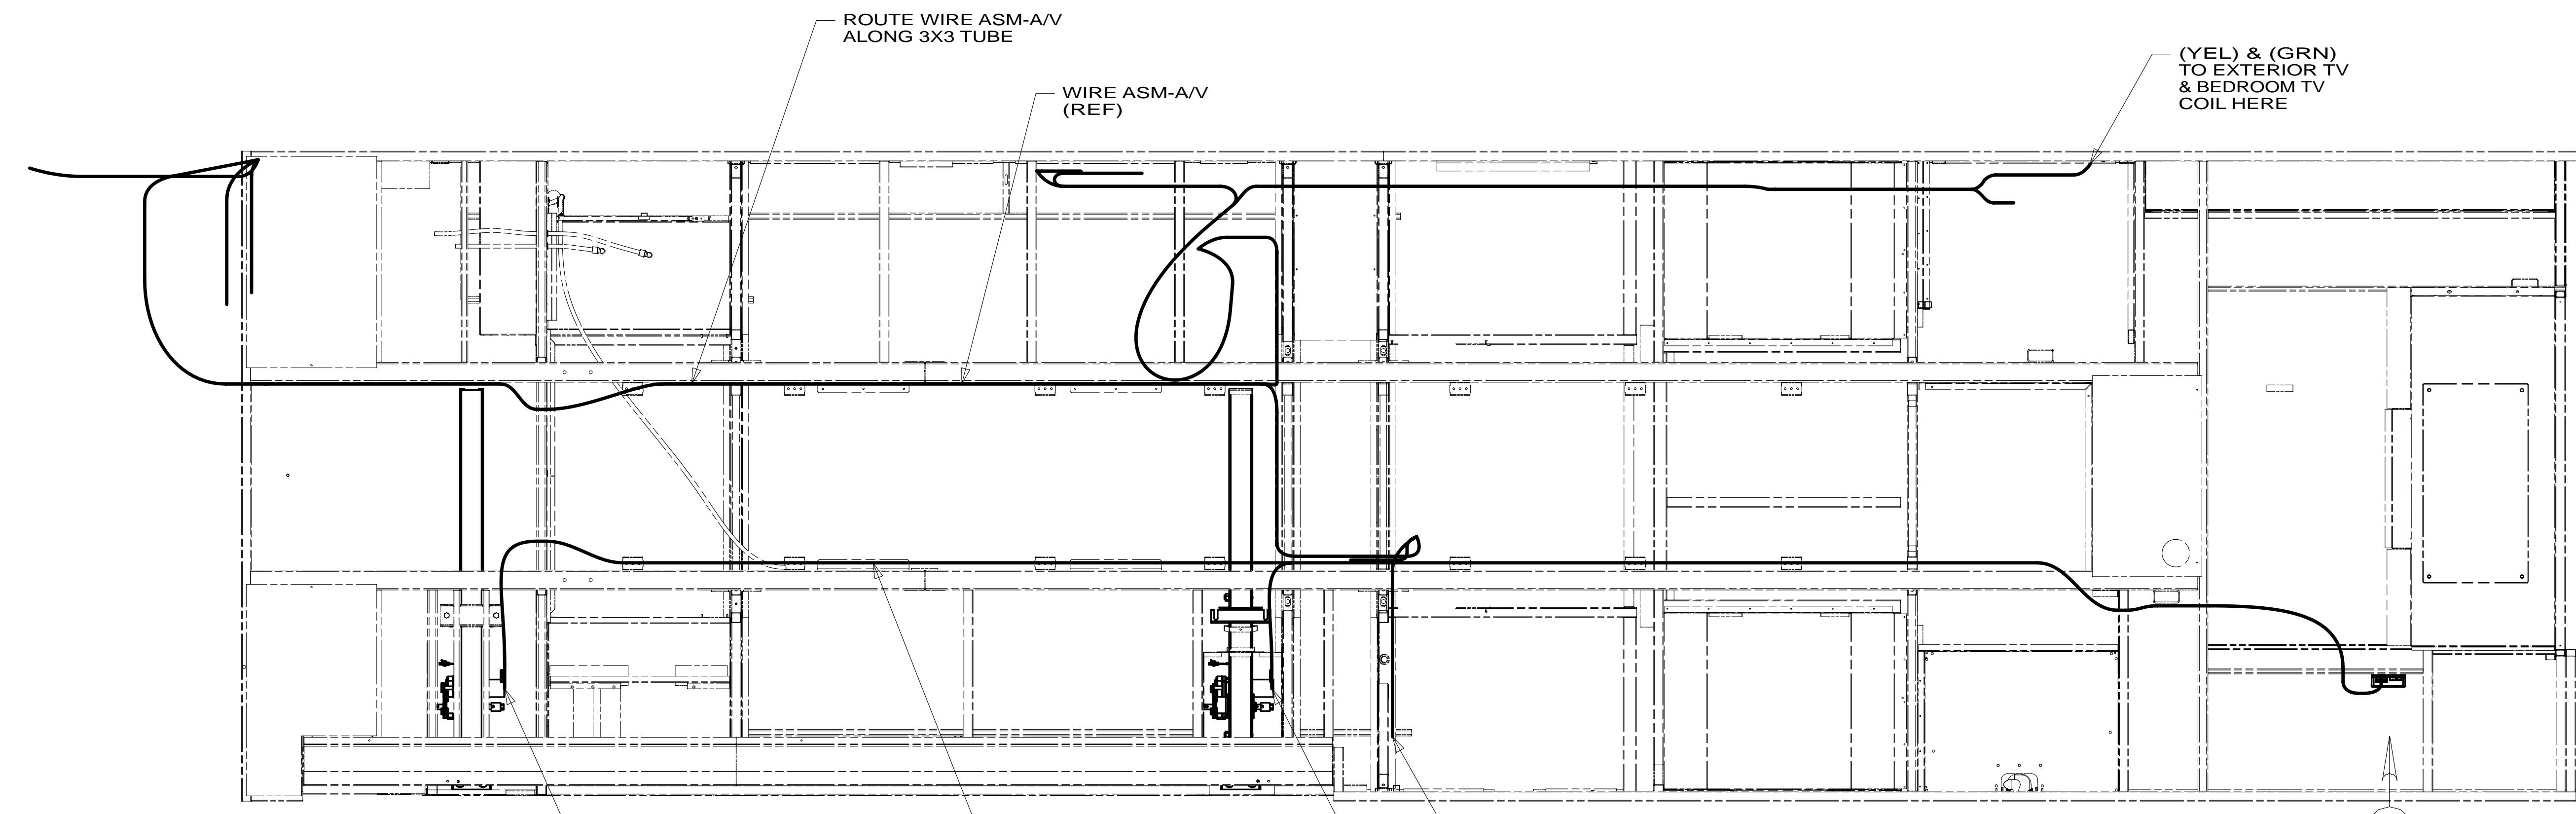 ROUTE WIRE ASM-A/V
ALONG 3X3 TUBE
WIRE ASM-A/V
(REF)
(YEL) & (GRN)
TO EXTERIOR TV
& BEDROOM TV
COIL HERE